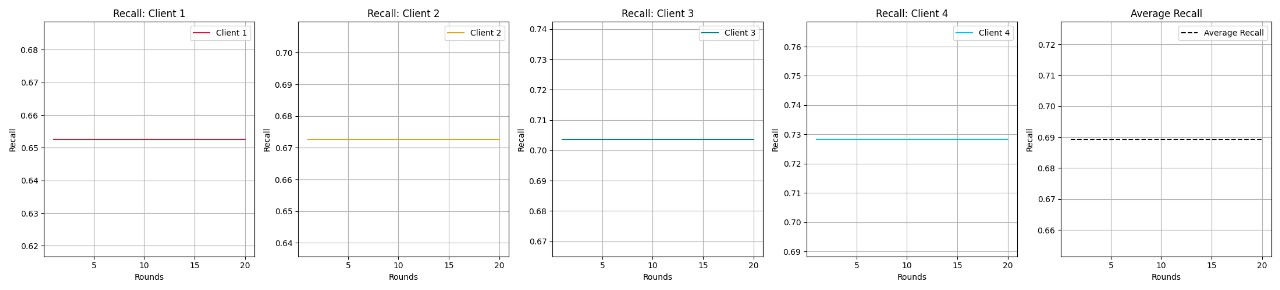 Recall: Client 1
Client 1
Recall
0.68
0.67
0.66
0.65
0.64
0.63
0.62
5 10 15 20
Rounds
Recall: Client 2
Client 2
Recall
0.70
0.69
0.68
0.67
0.66
0.65
0.64
5 10 15 20
Rounds
Recall: Client 3
Client 3
Recall
0.74
0.73
0.72
0.71
0.70
0.69
0.68
0.67
5 10 15 20
Rounds
Recall: Client 4
Client 4
Recall
0.76
0.75
0.74
0.73
0.72
0.71
0.70
0.69
5 10 15 20
Rounds
Average Recall
Average Recall
Recall
0.72
0.71
0.70
0.69
0.68
0.67
0.66
5 10 15 20
Rounds